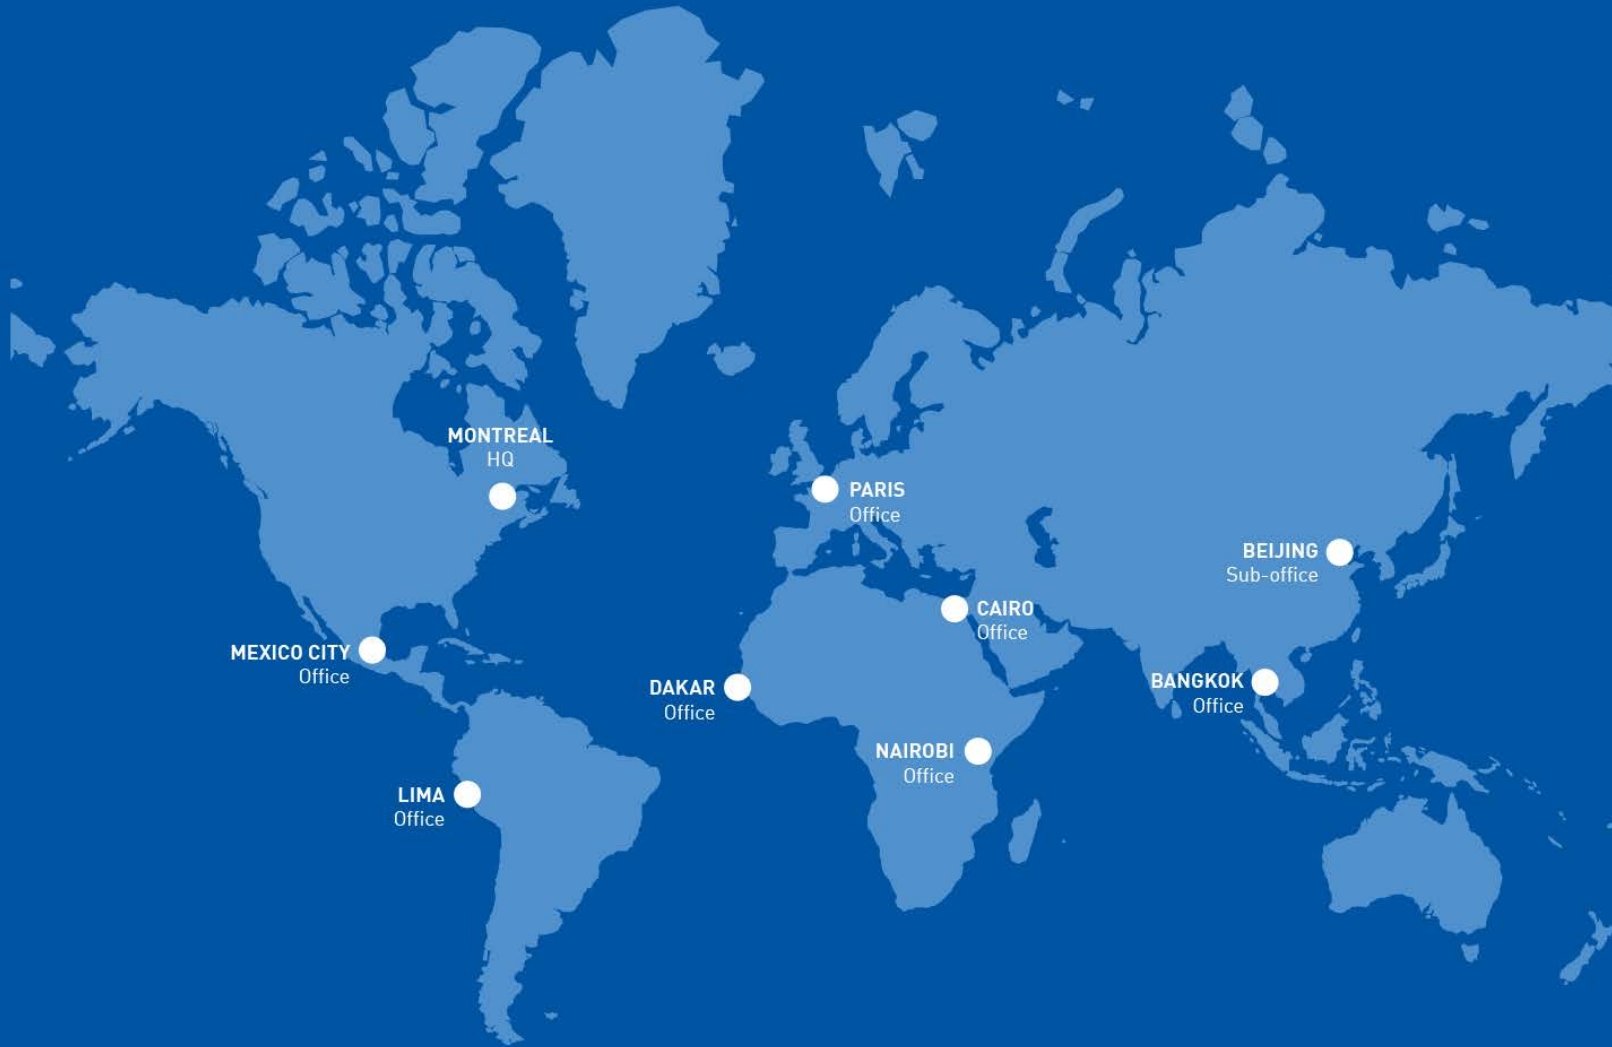 MONTREAL
HQ
PARIS
Office
BEIJING
Sub-office
CAIRO
Office
MEXICO CITY
Office
DAKAR
Office
BANGKOK
Office
NAIROBI
Office
LIMA
Office